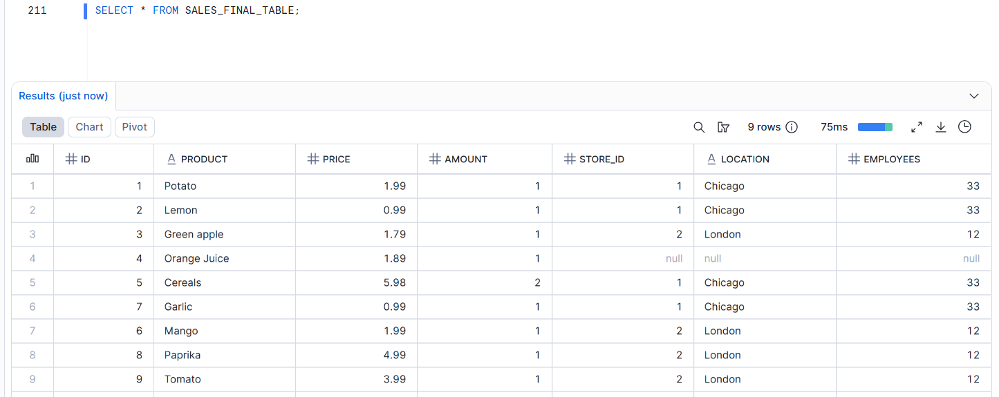 211 SELECT * FROM SALES_FINAL_TABLE;
Results (just now)
Table Chart Pivot 9 rows 75ms
ID PRODUCT PRICE AMOUNT STORE_ID LOCATION EMPLOYEES
1 1 Potato 1.99 1 1 Chicago 33
2 2 Lemon 0.99 1 1 Chicago 33
3 3 Green apple 1.79 1 2 London 12
4 4 Orange Juice 1.89 1 null null null
5 5 Cereals 5.98 2 1 Chicago 33
6 7 Garlic 0.99 1 1 Chicago 33
7 6 Mango 1.99 1 2 London 12
8 8 Paprika 4.99 1 2 London 12
9 9 Tomato 3.99 1 2 London 12